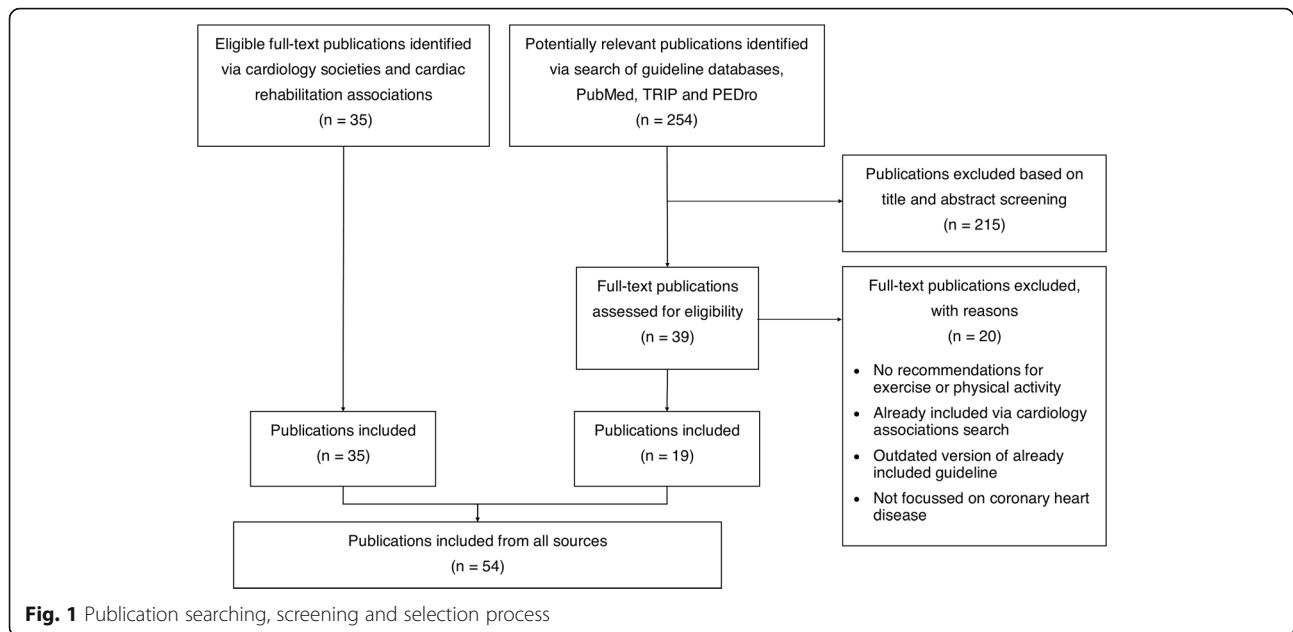 Eligible full-text publications identified
via cardiology societies and cardiac
rehabilitation associations
(n = 35)
Potentially relevant publications identified
via search of guideline databases,
PubMed, TRIP and PEDro
(n = 254)
Publications excluded based on
title and abstract screening
(n = 215)
Full-text publications
assessed for eligibility
(n = 39)
Full-text publications excluded,
with reasons
(n = 20)
• No recommendations for
exercise or physical activity
• Already included via cardiology
associations search
• Outdated version of already
included guideline
• Not focussed on coronary heart
disease
Publications included
(n = 35)
Publications included
(n = 19)
Publications included from all sources
(n = 54)
Fig. 1 Publication searching, screening and selection process